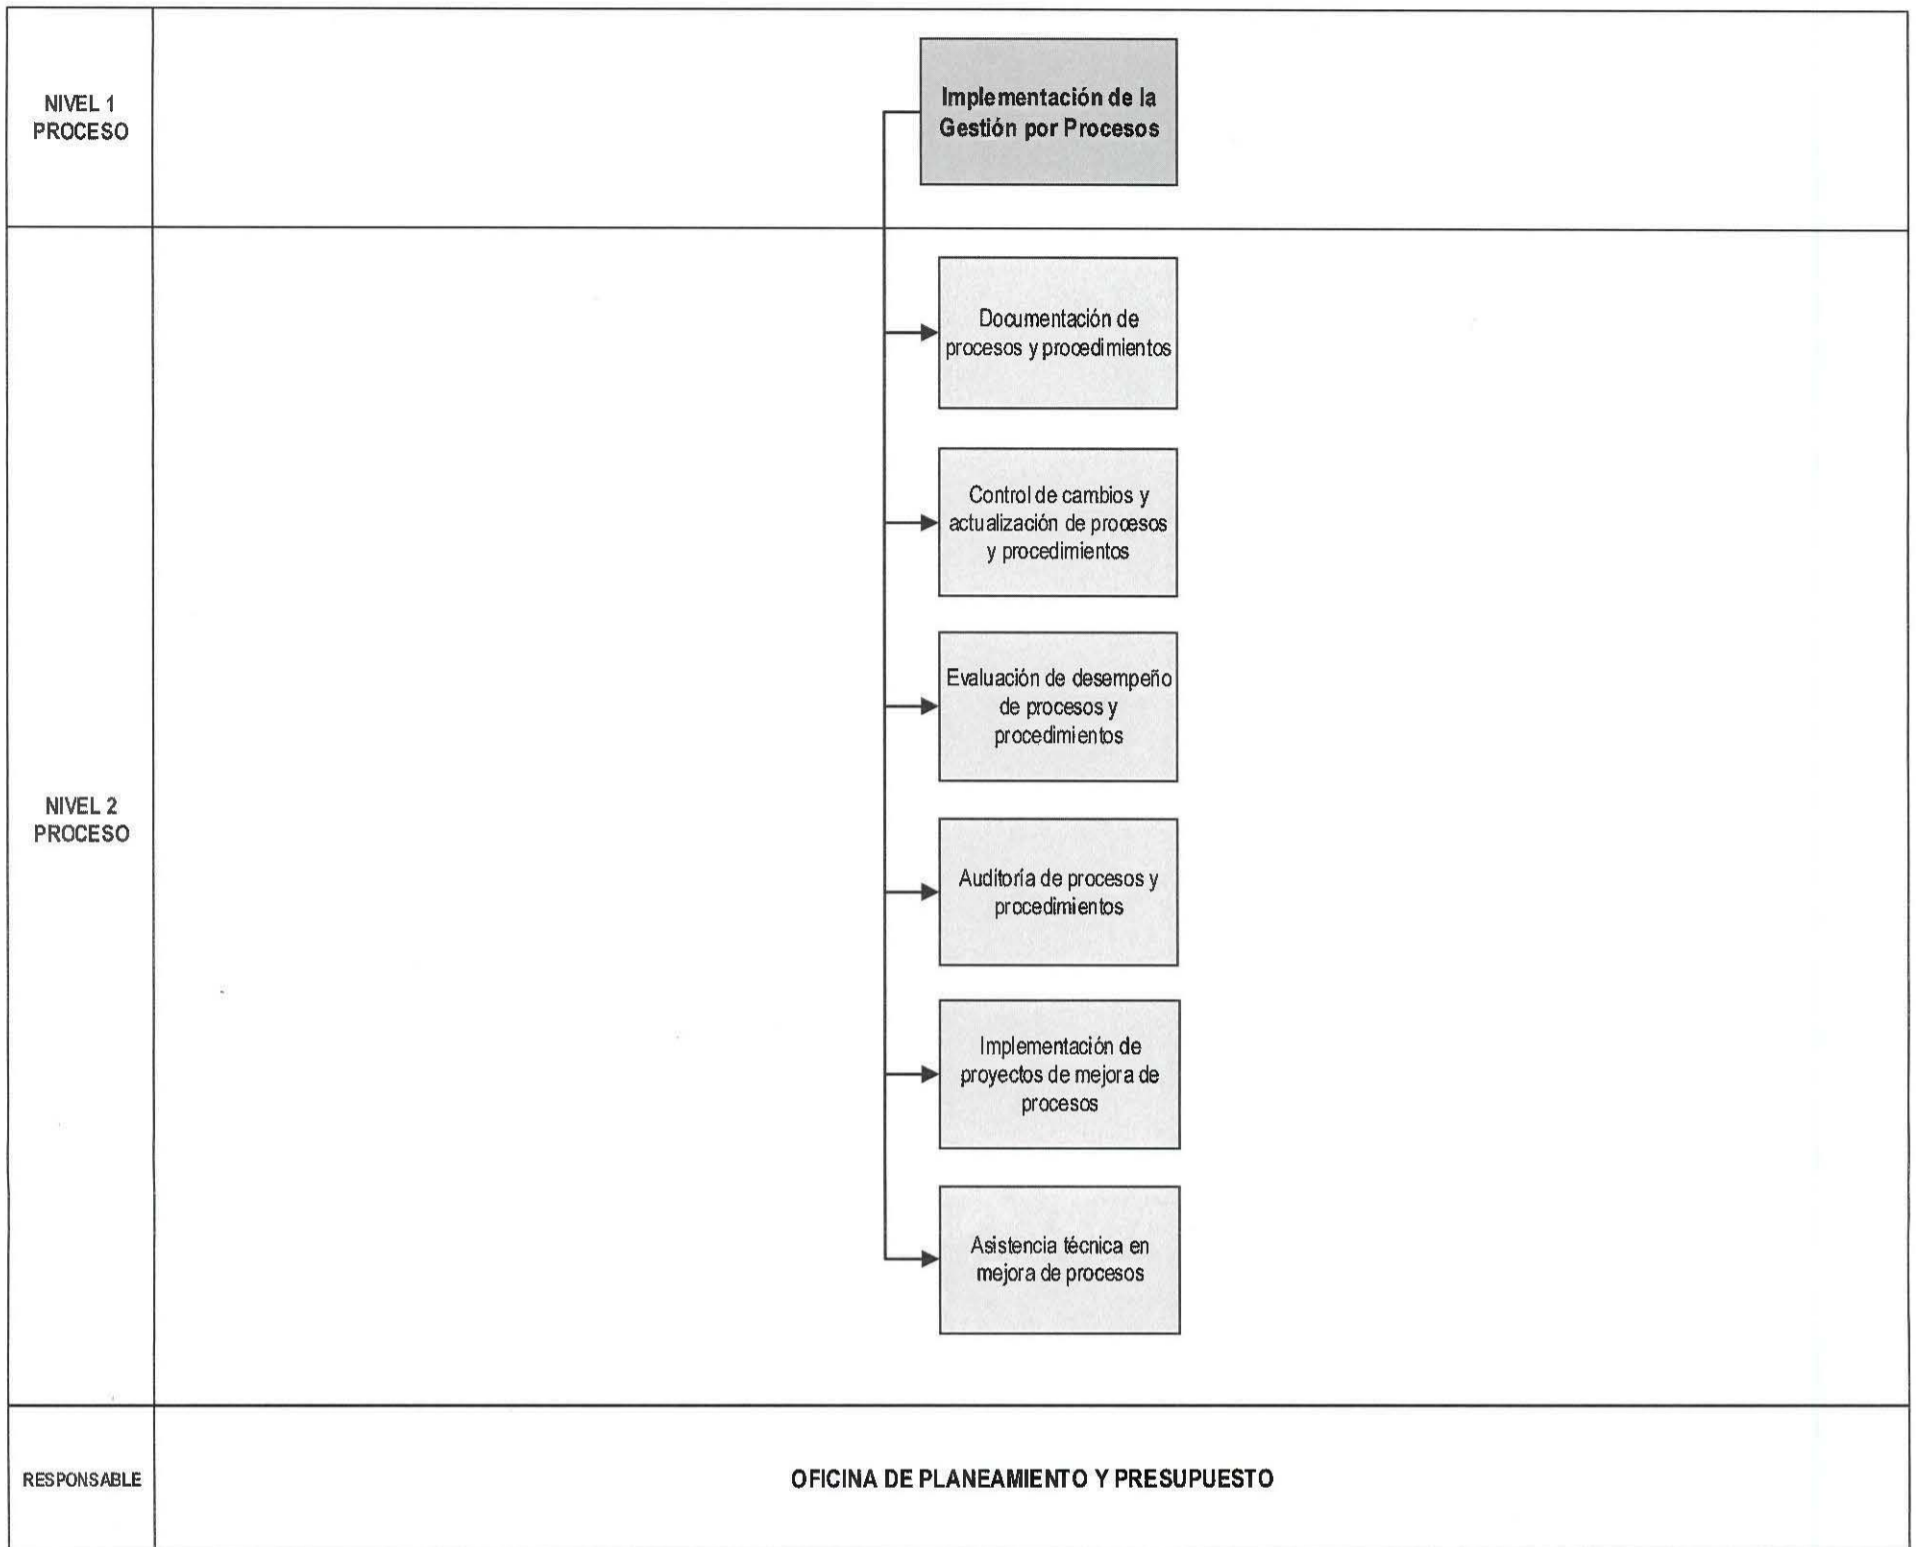 NIVEL 1
PROCESO
Implementación de la
Gestión por Procesos
NIVEL 2
PROCESO
Documentación de
procesos y procedimientos
Control de cambios y
actualización de procesos
y procedimientos
Evaluación de desempeño
de procesos y
procedimientos
Auditoría de procesos y
procedimientos
Implementación de
proyectos de mejora de
procesos
Asistencia técnica en
mejora de procesos
RESPONSABLE
OFICINA DE PLANEAMIENTO Y PRESUPUESTO